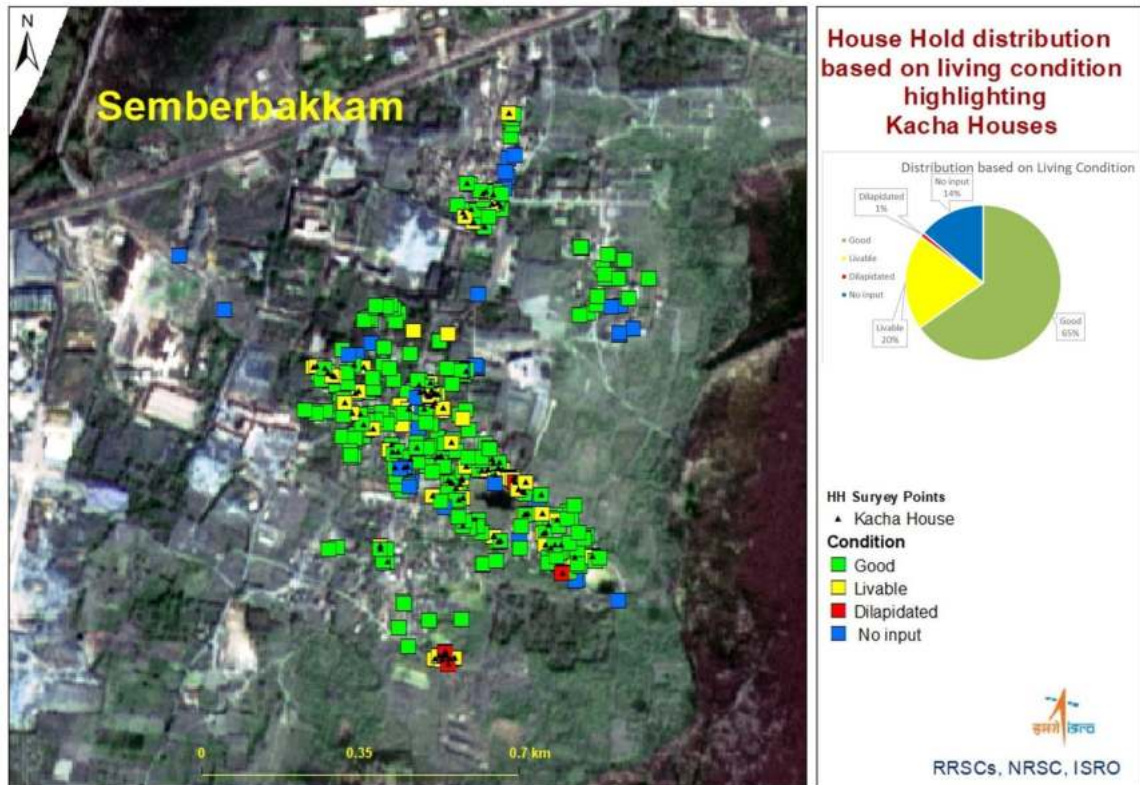 N
Semberbakkam
0
0.35
0.7 km
House Hold distribution
based on living condition
highlighting
Kacha Houses
Distribution based on Living Condition
No input
14%
Dilapidated
1%
Good
Livable
Dilapidated
No input
Livable
20%
Good
65%
HH Suryey Points
Kacha House
Condition
Good
Livable
Dilapidated
No input
इसरो isro
RRSCs, NRSC, ISRO